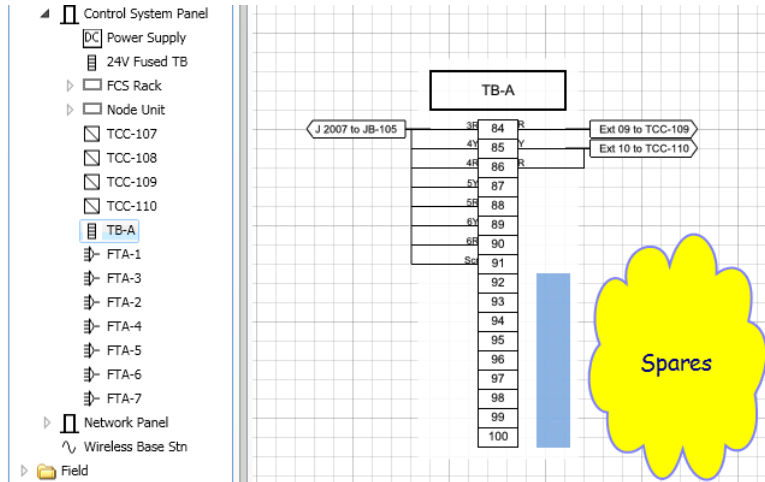 Control System Panel
DC Power Supply
24V Fused TB
FCS Rack
Node Unit
TCC-107
TCC-108
TCC-109
TCC-110
TB-A
FTA-1
FTA-3
FTA-2
FTA-4
FTA-5
FTA-6
FTA-7
Network Panel
Wireless Base Stn
Field
TB-A
J 2007 to JB-105 3R 84 R Ext 09 to TCC-109
4Y 85 Y Ext 10 to TCC-110
4R 86 R
5Y 87
5R 88
6Y 89
6R 90
Scr 91
92
93
94
95
96
97
98
99
100
Spares